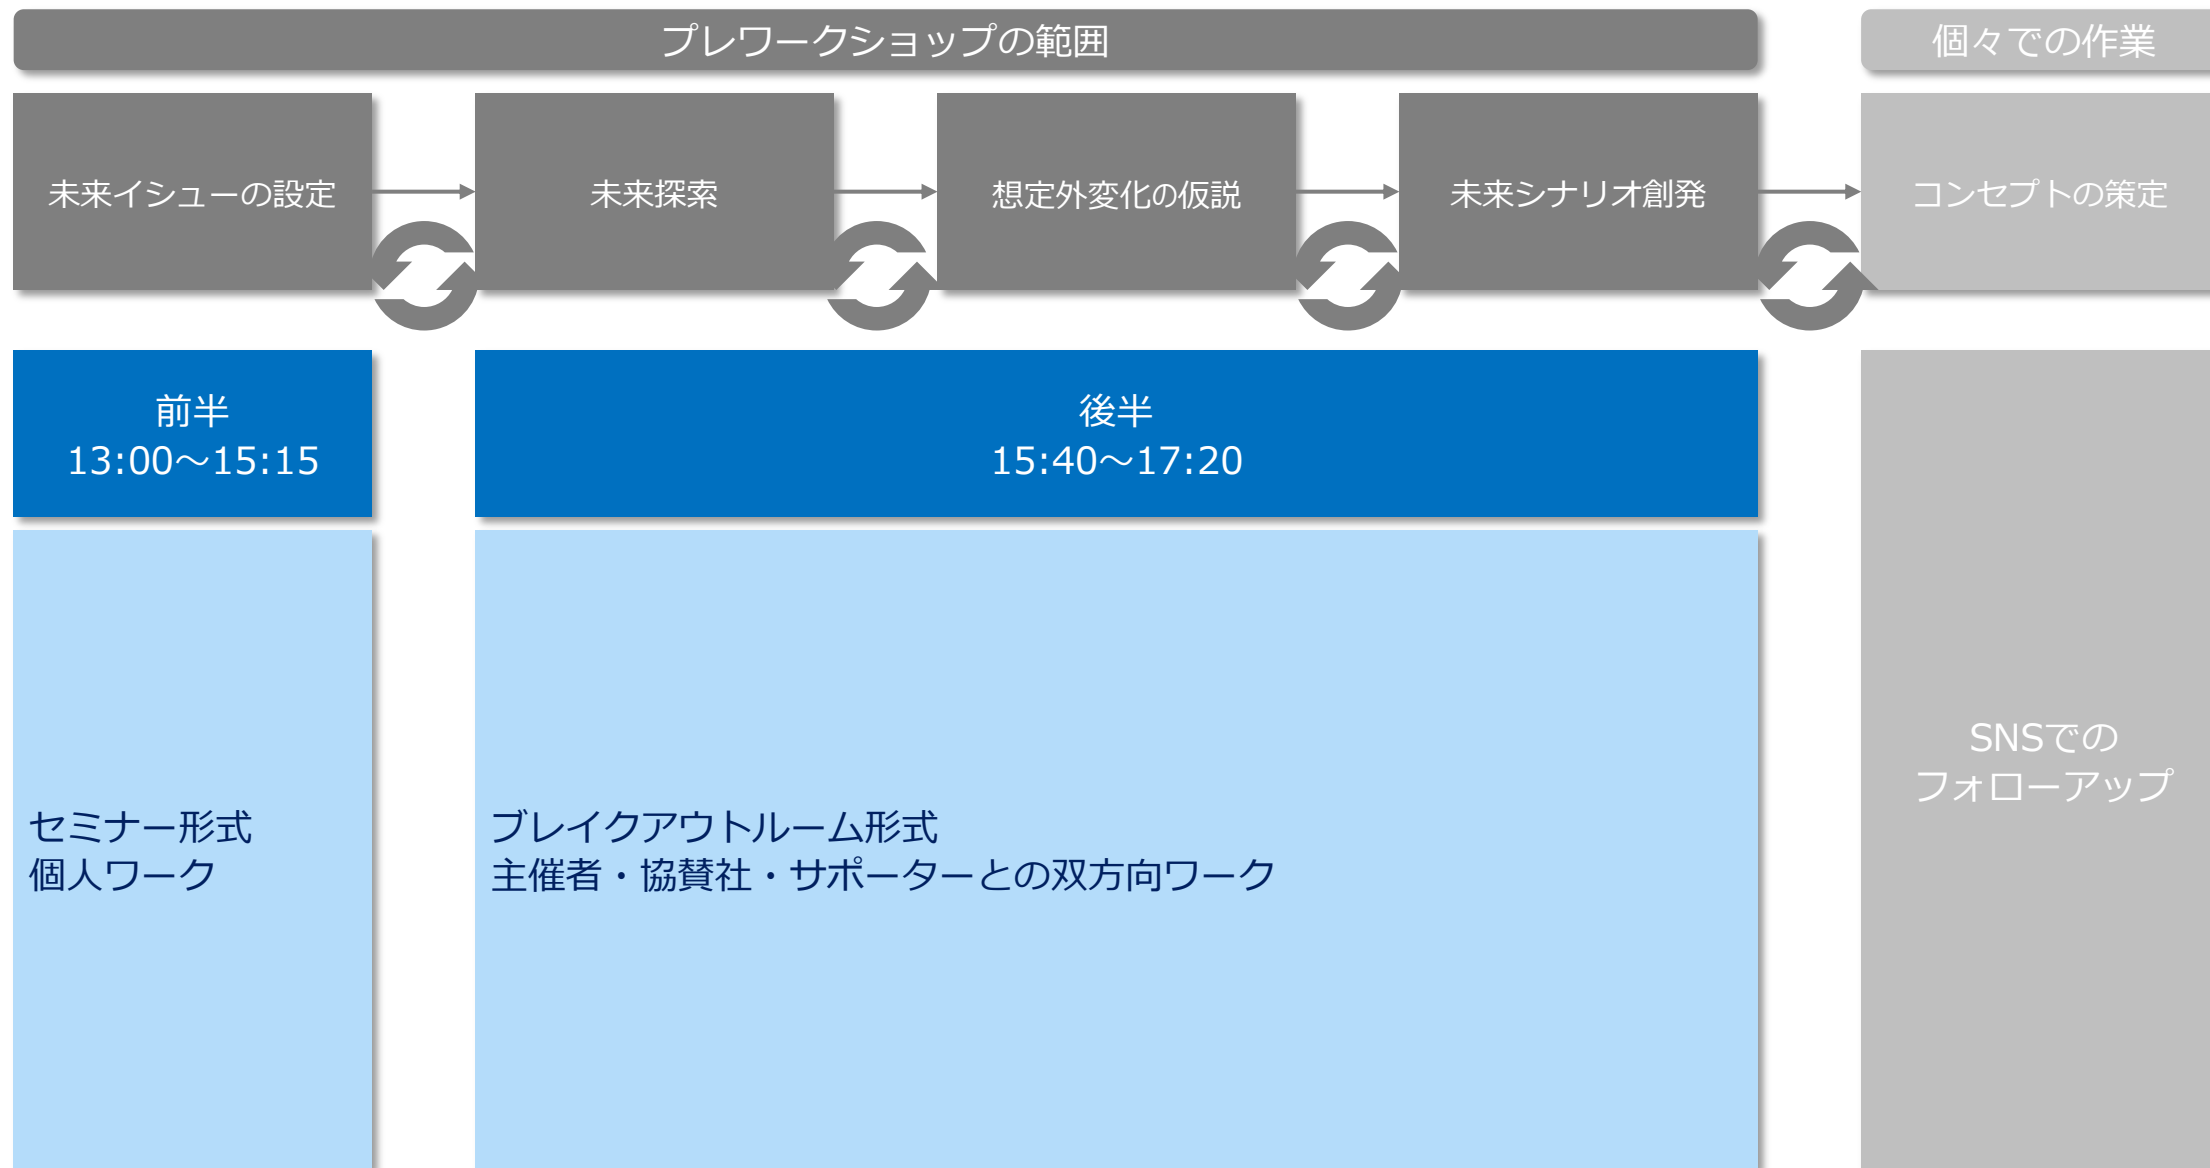 プレワークショップの範囲
個々での作業
未来イシューの設定
未来探索
想定外変化の仮説
未来シナリオ創発
コンセプトの策定
前半
13:00～15:15
後半
15:40～17:20
セミナー形式
個人ワーク
ブレイクアウトルーム形式
主催者・協賛社・サポーターとの双方向ワーク
SNSでの
フォローアップ